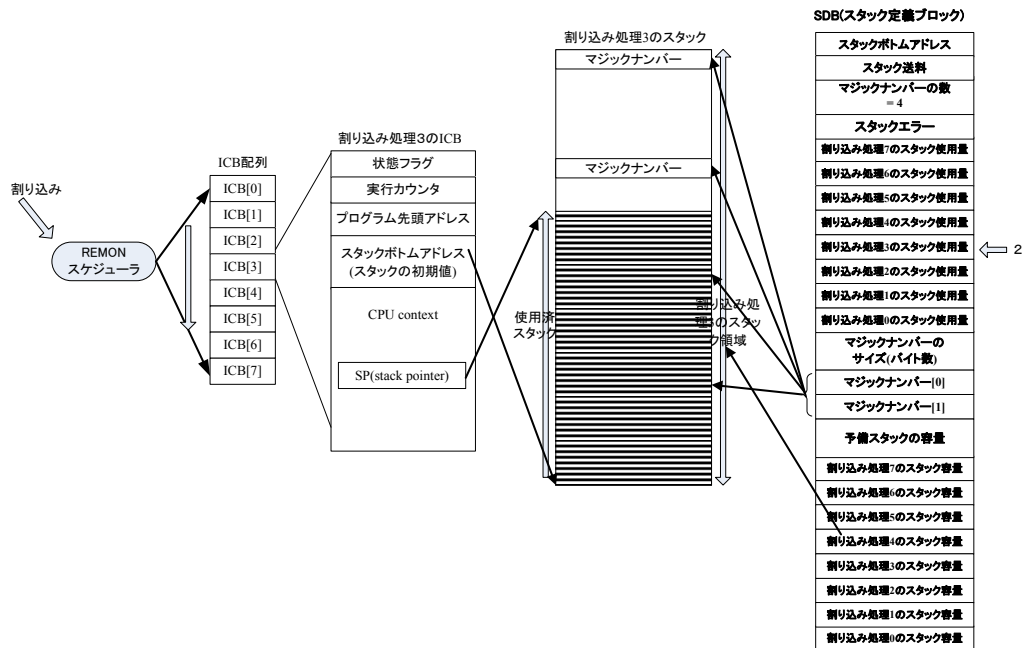 割り込み
REMON
スケジューラ
ICB配列
ICB[0]
ICB[1]
ICB[2]
ICB[3]
ICB[4]
ICB[5]
ICB[6]
ICB[7]
割り込み処理３のICB
状態フラグ
実行カウンタ
プログラム先頭アドレス
スタックボトムアドレス
(スタックの初期値)
CPU context
SP(stack pointer)
割り込み処理3のスタック
マジックナンバー
マジックナンバー
使用済
スタック
割り込み処
理3のスタッ
ク領域
SDB(スタック定義ブロック)
スタックボトムアドレス
スタック送料
マジックナンバーの数
= 4
スタックエラー
割り込み処理7のスタック使用量
割り込み処理6のスタック使用量
割り込み処理5のスタック使用量
割り込み処理4のスタック使用量
割り込み処理3のスタック使用量
割り込み処理2のスタック使用量
割り込み処理1のスタック使用量
割り込み処理0のスタック使用量
マジックナンバーの
サイズ(バイト数)
マジックナンバー[0]
マジックナンバー[1]
予備スタックの容量
割り込み処理7のスタック容量
割り込み処理6のスタック容量
割り込み処理5のスタック容量
割り込み処理4のスタック容量
割り込み処理3のスタック容量
割り込み処理2のスタック容量
割り込み処理1のスタック容量
割り込み処理0のスタック容量
2